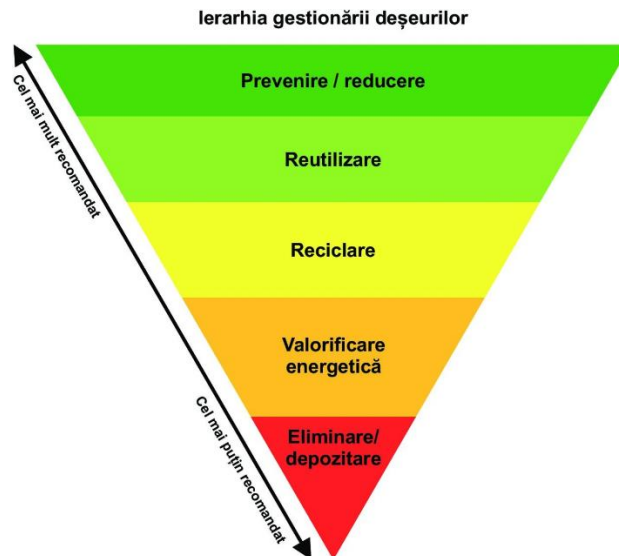 Ierarhia gestionării deșeurilor
Prevenire / reducere
Cel mai mult recomandat
Reutilizare
Reciclare
Valorificare
energetică
Cel mai puțin recomandat
Eliminare/
depozitare